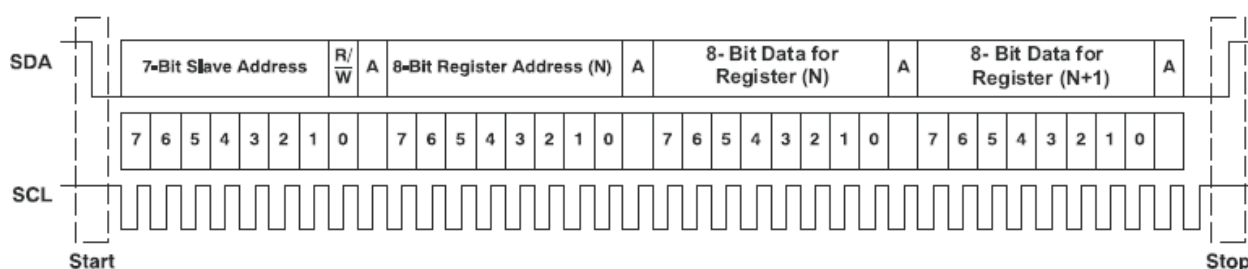 SDA
7-Bit Slave Address
R/
W
A
8-Bit Register Address (N)
A
8- Bit Data for
Register (N)
A
8- Bit Data for
Register (N+1)
A
7 6 5 4 3 2 1 0 7 6 5 4 3 2 1 0 7 6 5 4 3 2 1 0 7 6 5 4 3 2 1 0
SCL
Start
Stop